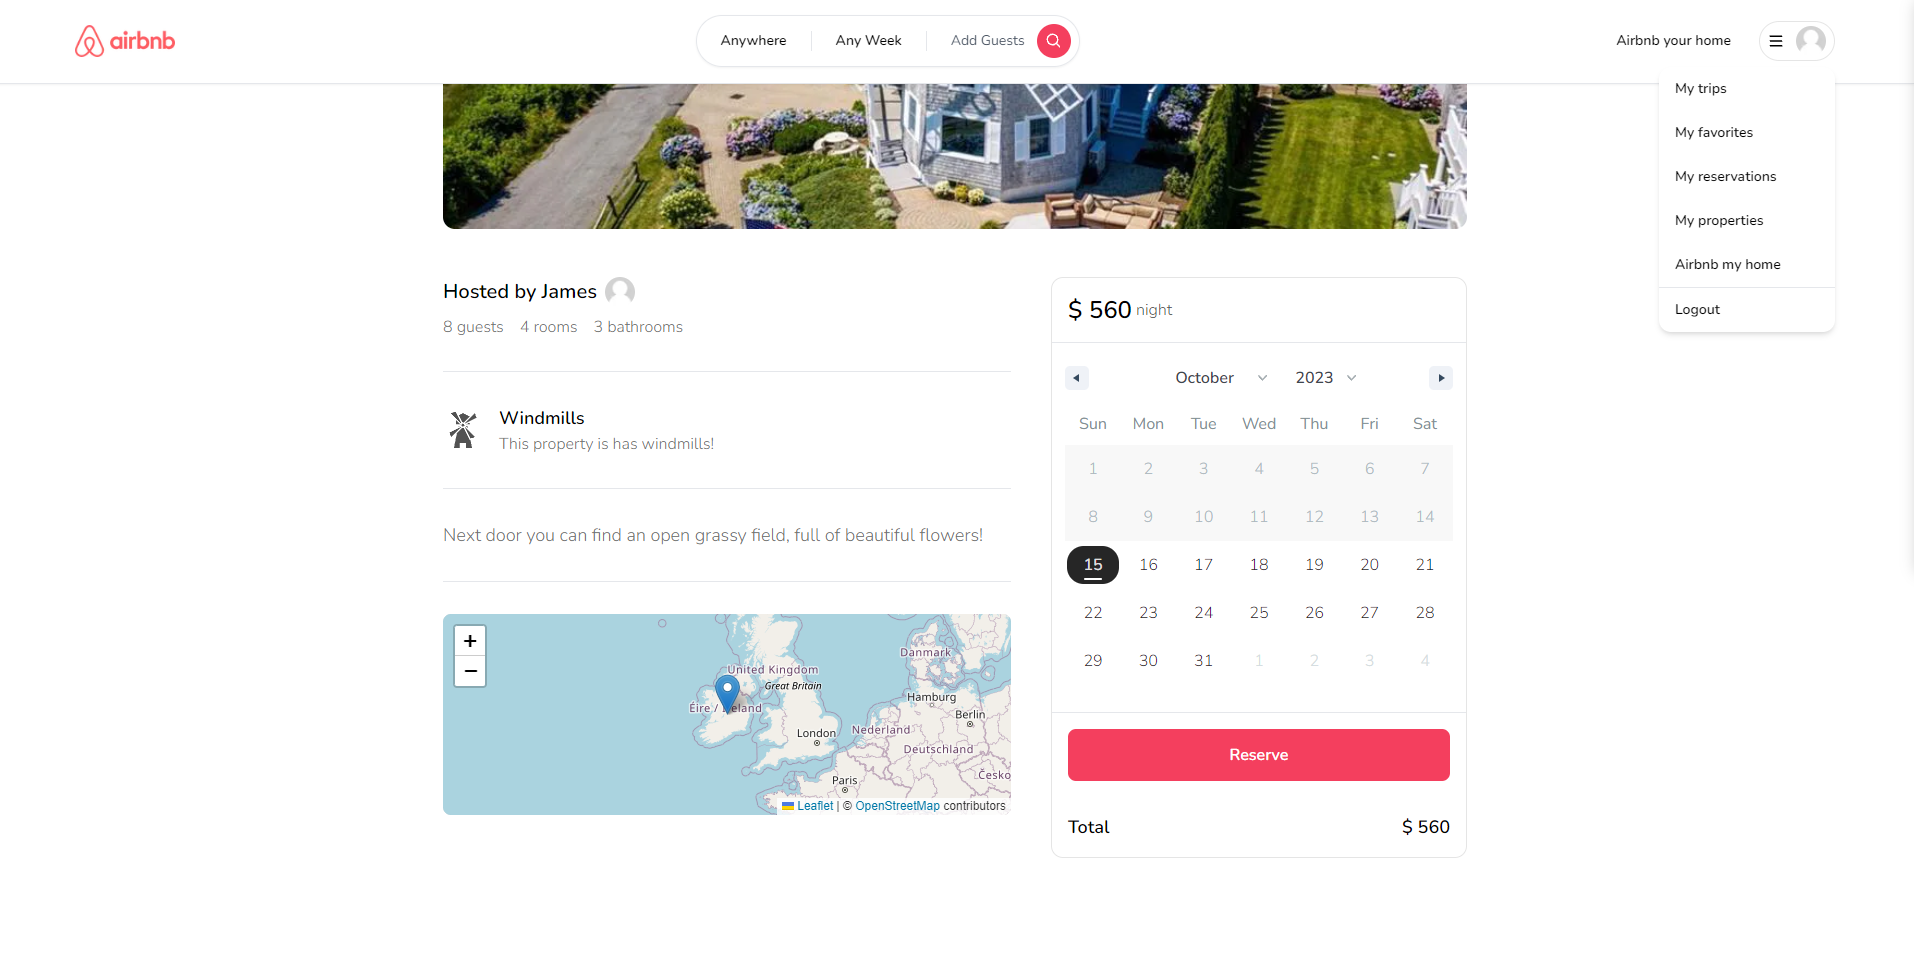 airbnb
Anywhere
Any Week
Add Guests
Airbnb your home
My trips
My favorites
My reservations
My properties
Airbnb my home
Logout
Hosted by James
8 guests 4 rooms 3 bathrooms
Windmills
This property is has windmills!
Next door you can find an open grassy field, full of beautiful flowers!
+
−
United Kingdom
Great Britain
Éire / Ireland
London
Paris
Nederland
Danmark
Hamburg
Berlin
Deutschland
Česko
Leaflet | © OpenStreetMap contributors
$ 560 night
October 2023
Sun Mon Tue Wed Thu Fri Sat
1 2 3 4 5 6 7
8 9 10 11 12 13 14
15 16 17 18 19 20 21
22 23 24 25 26 27 28
29 30 31 1 2 3 4
Reserve
Total $ 560